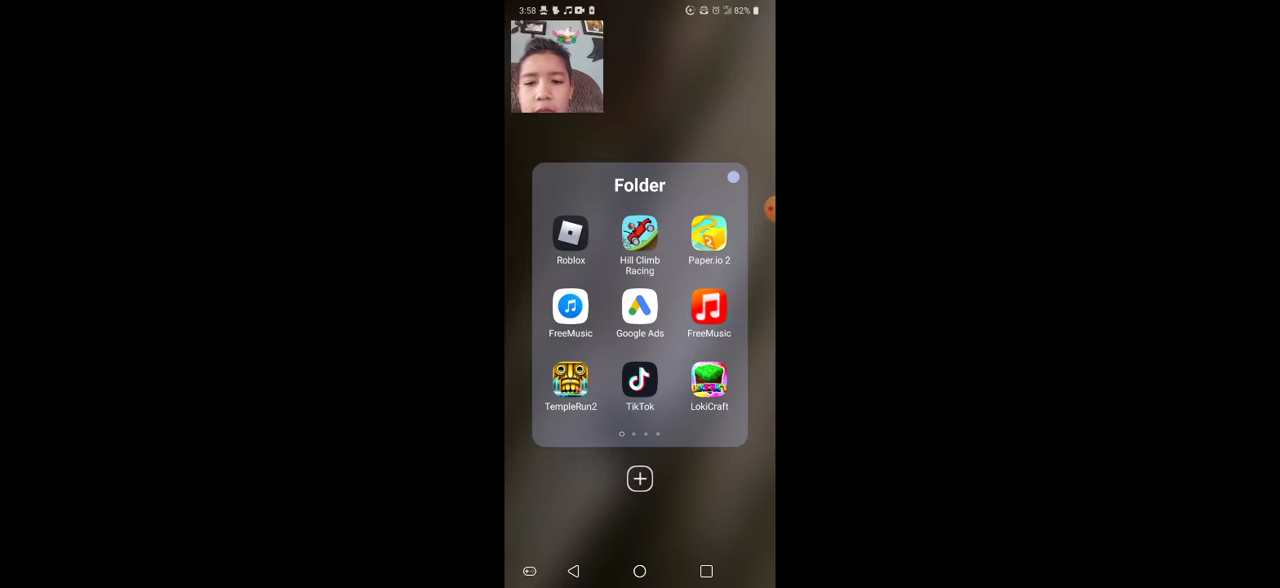 3:58 82%
Folder
Roblox Hill Climb Racing Paper.io 2
FreeMusic Google Ads FreeMusic
TempleRun2 TikTok LokiCraft